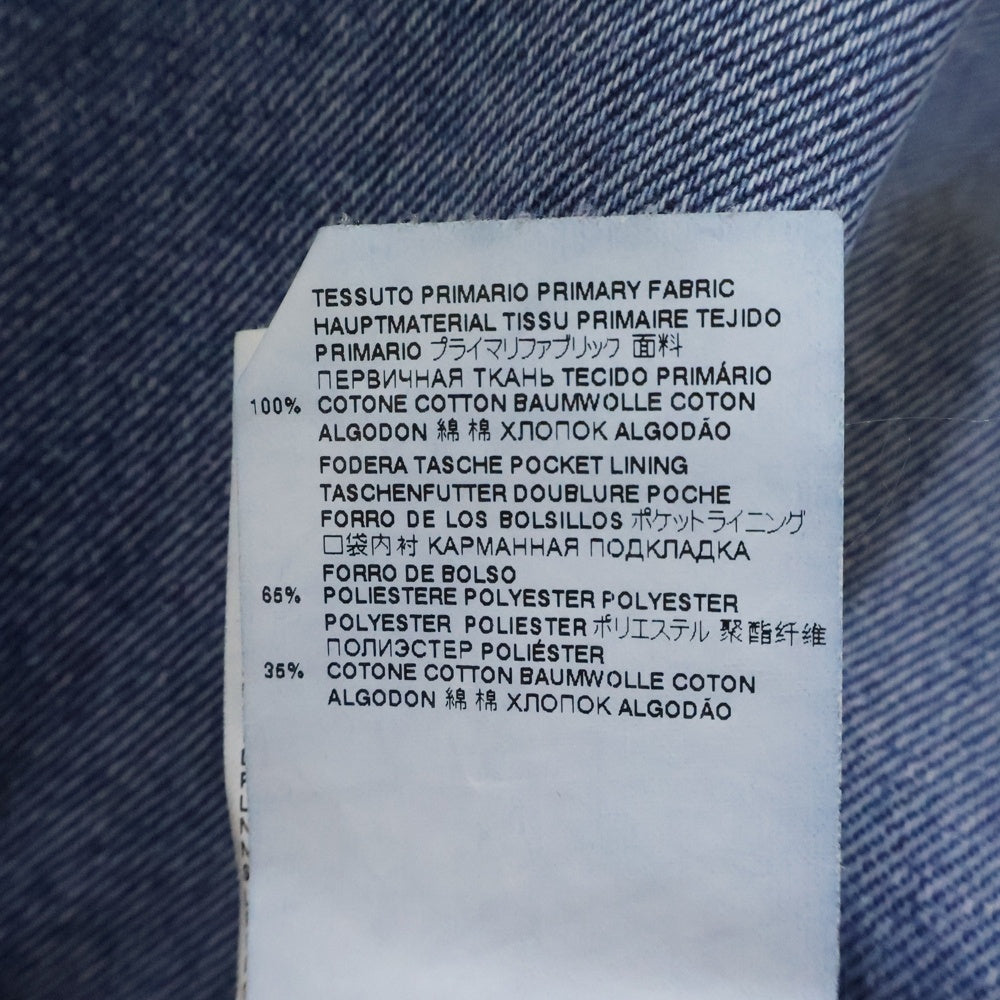 TESSUTO PRIMARIO PRIMARY FABRIC
HAUPTMATERIAL TISSU PRIMAIRE TEJIDO
PRIMARIO プライマリファブリック 面料
ПЕРВИЧНАЯ ТКАНЬ TECIDO PRIMÁRIO
100% COTONE COTTON BAUMWOLLE COTON
ALGODON 綿 棉 ХЛОПОК ALGODÃO
FODERA TASCHE POCKET LINING
TASCHENFUTTER DOUBLURE POCHE
FORRO DE LOS BOLSILLOS ポケットライニング
口袋内衬 КАРМАННАЯ ПОДКЛАДКА
FORRO DE BOLSO
65% POLIESTERE POLYESTER POLYESTER
POLYESTER POLIESTER ポリエステル 聚酯纤维
ПОЛИЭСТЕР POLIÉSTER
35% COTONE COTTON BAUMWOLLE COTON
ALGODON 綿 棉 ХЛОПОК ALGODÃO